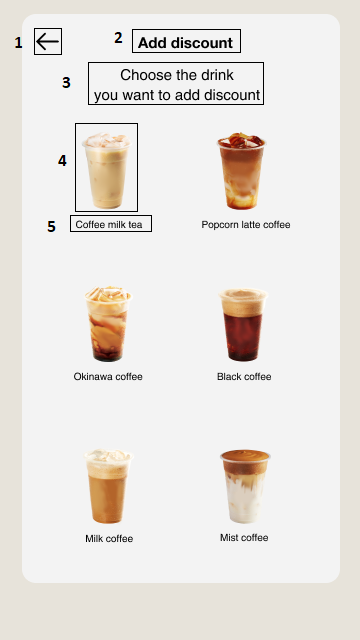 1
2 Add discount
3 Choose the drink
you want to add discount
4
5 Coffee milk tea
Popcorn latte coffee
Okinawa coffee
Black coffee
Milk coffee
Mist coffee